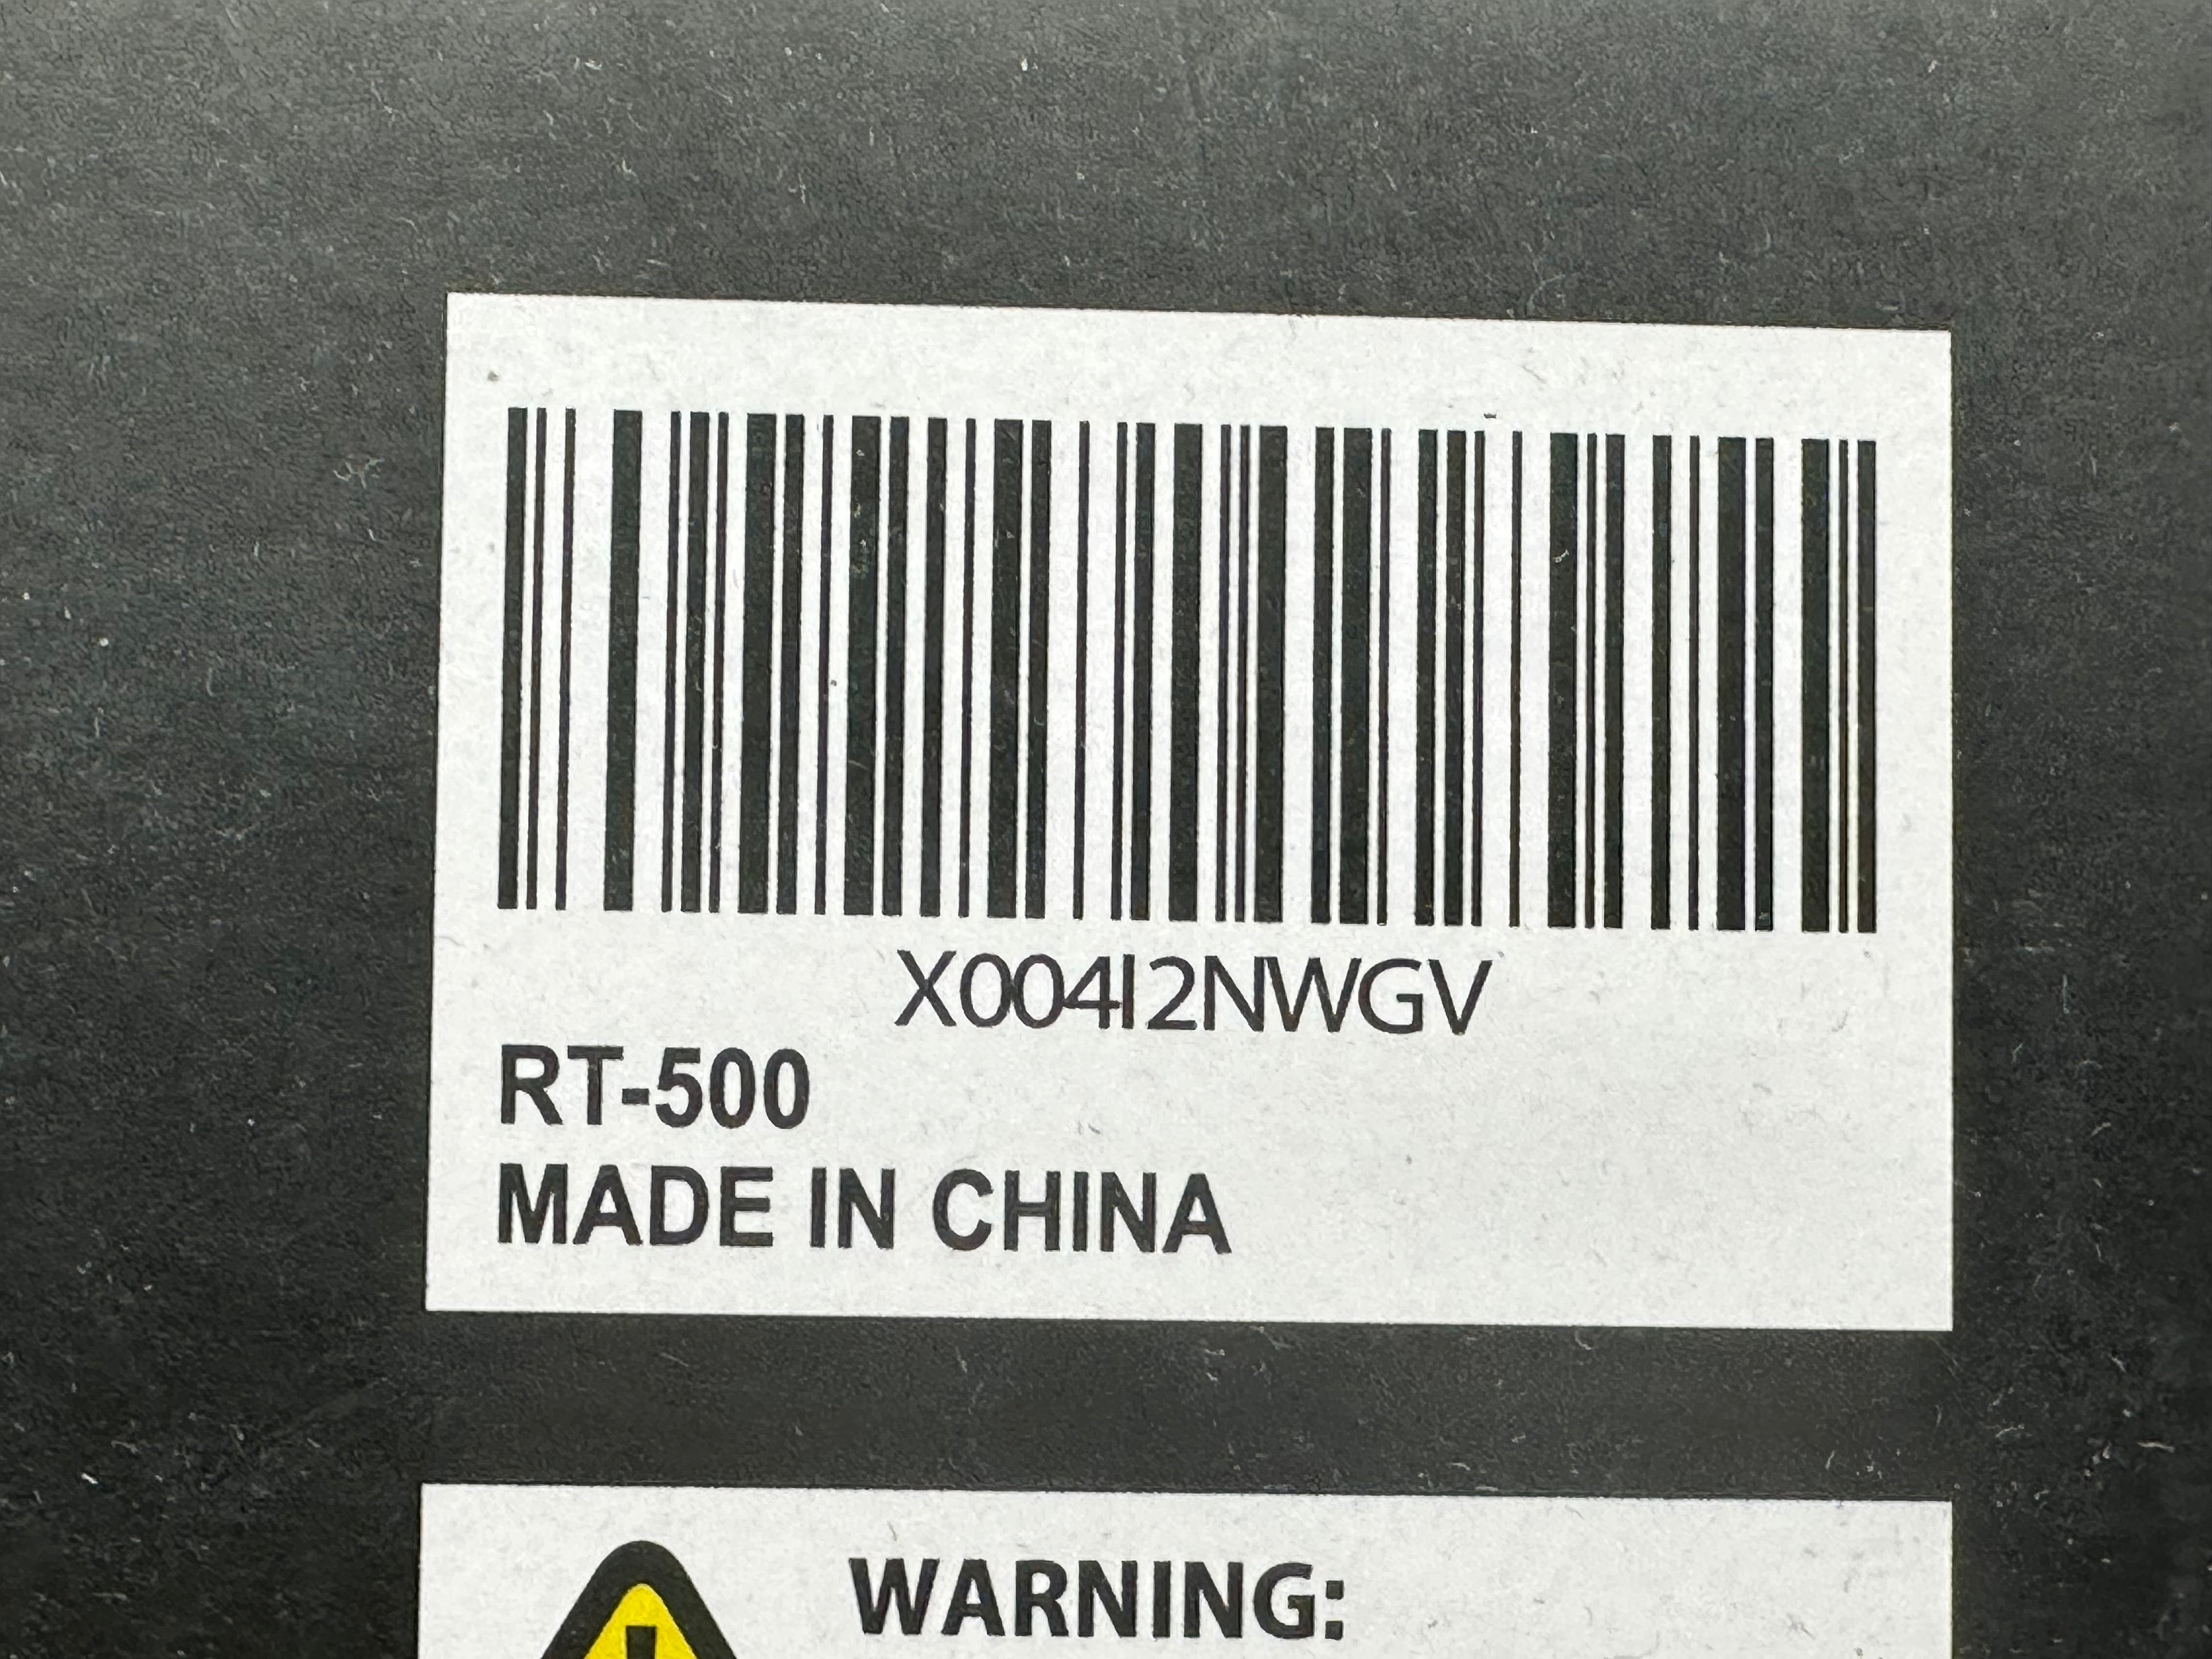 X004I2NWGV
RT-500
MADE IN CHINA
WARNING: